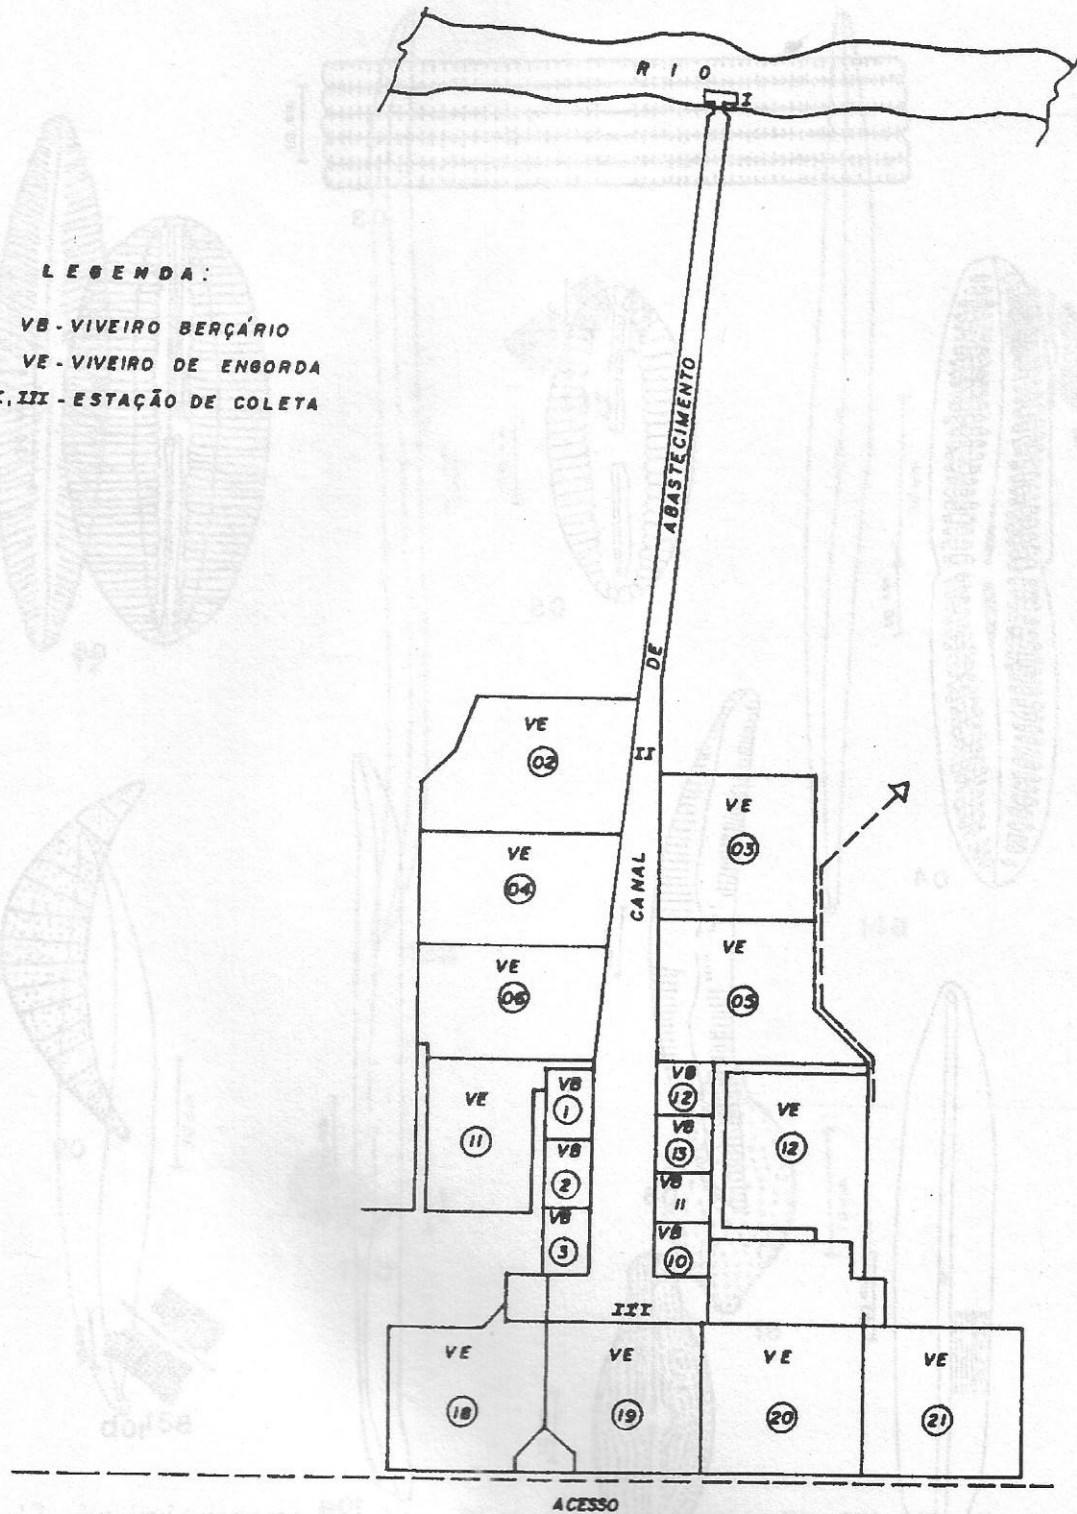 RIO
I
LEGENDA:
VB - VIVEIRO BERÇÁRIO
VE - VIVEIRO DE ENGORDA
, III - ESTAÇÃO DE COLETA
CANAL DE ABASTECIMENTO
II
VE
02
VE
03
VE
04
VE
05
VE
06
VE
11
VB
1
VB
2
VB
3
VB
12
VB
13
VB
11
VB
10
VE
12
III
VE
18
VE
19
VE
20
VE
21
ACESSO